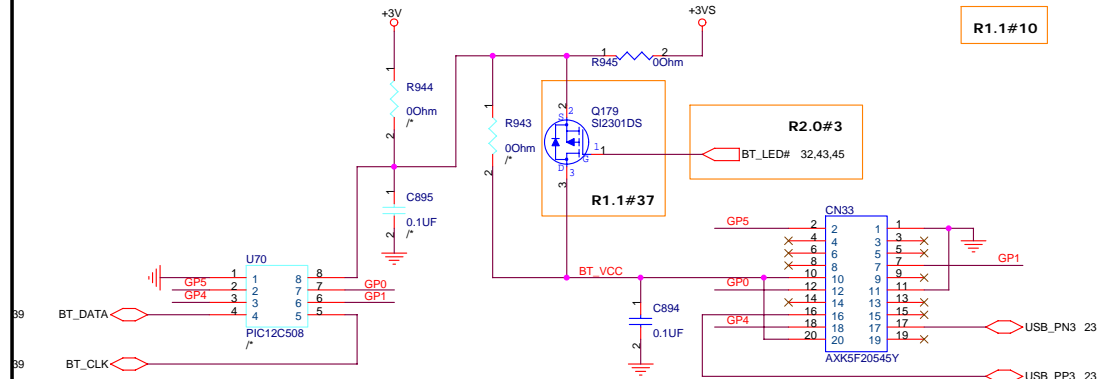 +3V
+3VS
R1.1#10
1
R945
2
0Ohm
1
R944
0Ohm
/*
2
1
R943
0Ohm
/*
2
2
S
2
Q179
SI2301DS
1
G
1
D
3
3
R1.1#37
R2.0#3
BT_LED# 32,43,45
1
C895
0.1UF
2
/*
U70
1 1 8 8
GP5 2 2 7 7 GP0
GP4 3 3 6 6 GP1
39 BT_DATA 4 4 5 5
PIC12C508
/*
39 BT_CLK
BT_VCC
1
C894
0.1UF
2
CN33
GP5 2 2 1 1
4 4 3 3
6 6 5 5
8 8 7 7 GP1
10 10 9 9
GP0 12 12 11 11
14 14 13 13
16 16 15 15
GP4 18 18 17 17 USB_PN3 23
20 20 19 19
AXK5F20545Y
USB_PP3 23